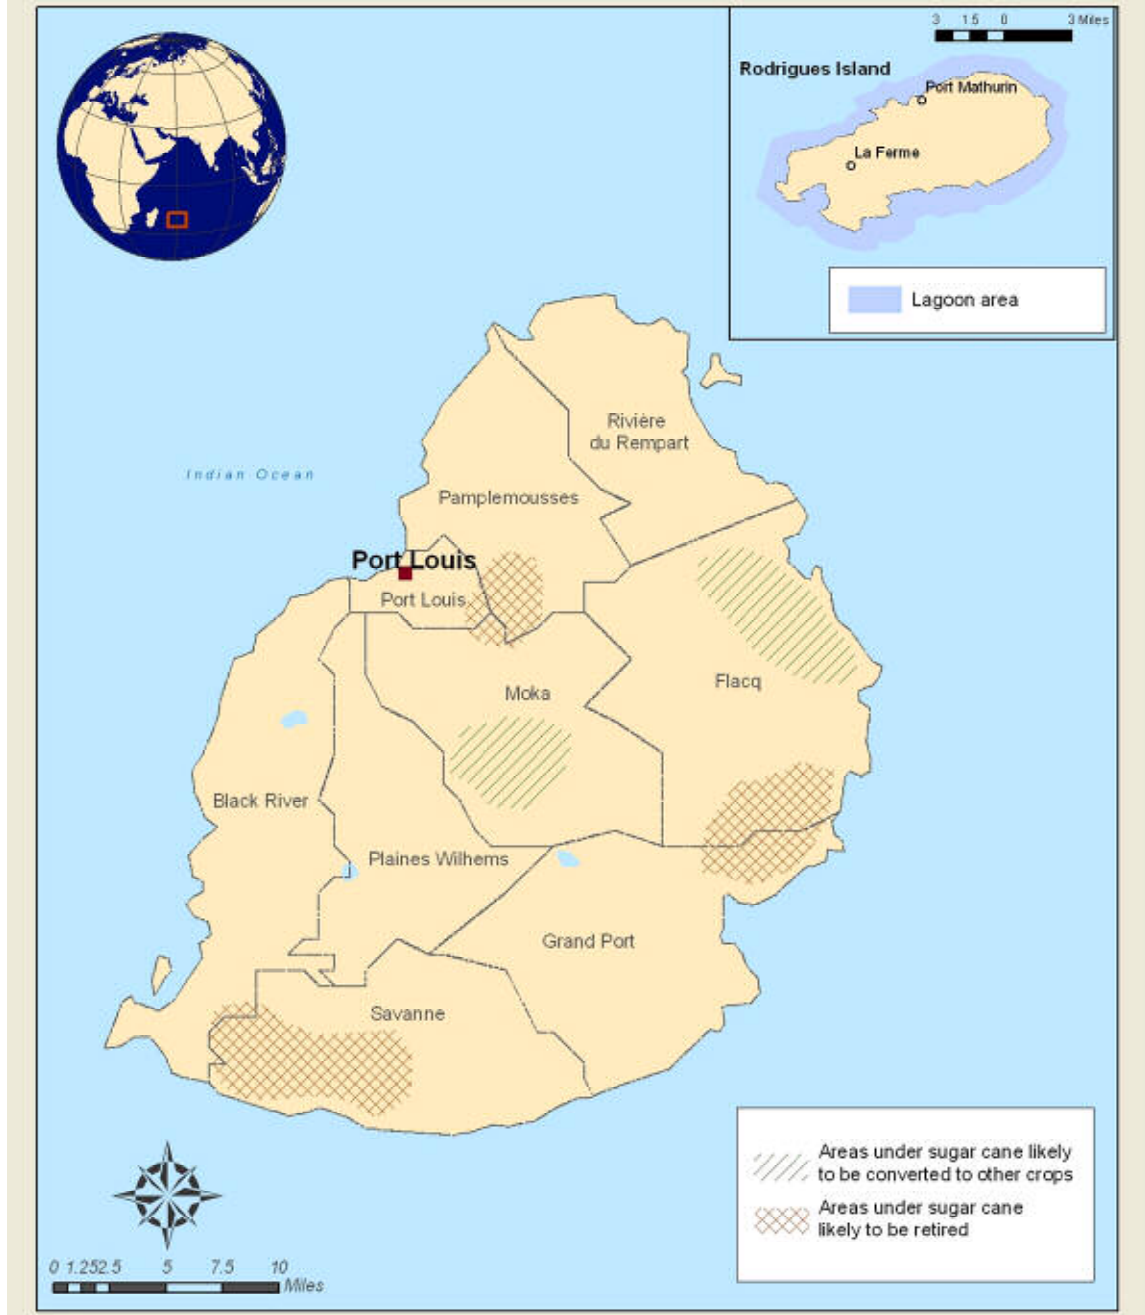 3 1.5 0 3 Miles
Rodrigues Island
Port Mathurin
La Ferme
Lagoon area
Rivière
du Rempart
Indian Ocean
Pamplemousses
Port Louis
Port Louis
Flacq
Moka
Black River
Plaines Wilhems
Grand Port
Savanne
Areas under sugar cane likely
to be converted to other crops
Areas under sugar cane
likely to be retired
0 1.252.5 5 7.5 10
Miles